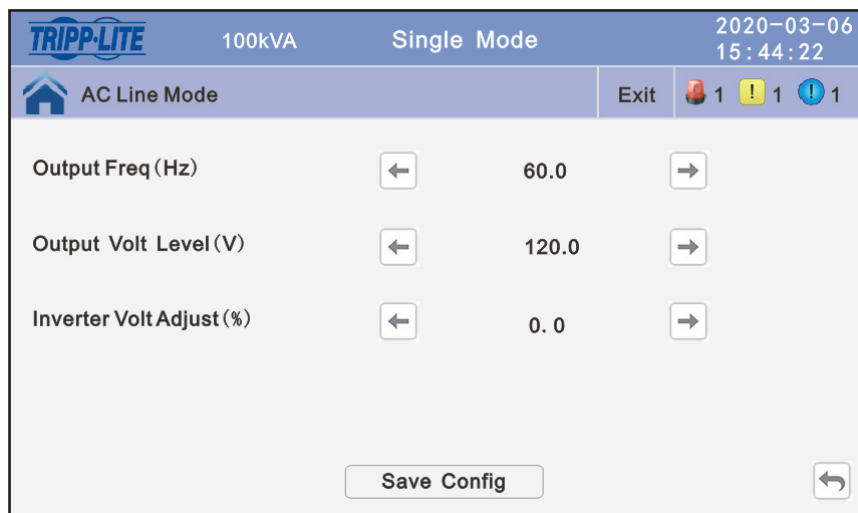 TRIPP·LITE 100kVA Single Mode 2020-03-06
15:44:22
AC Line Mode Exit 1 ! 1 ! 1
Output Freq(Hz) 60.0
Output Volt Level(V) 120.0
Inverter Volt Adjust(%) 0.0
Save Config